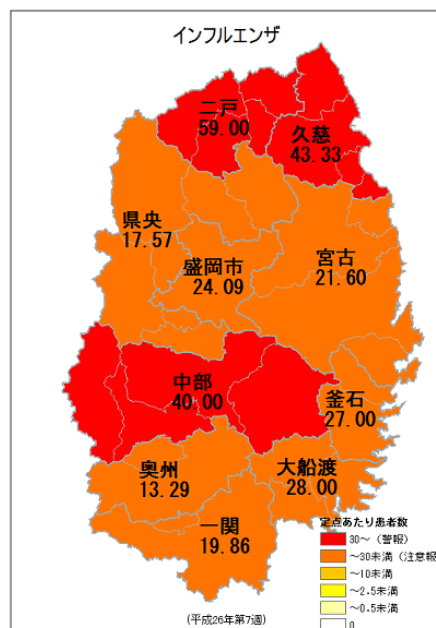 インフルエンザ
二戸
59.00
久慈
43.33
県央
17.57
盛岡市
24.09
宮古
21.60
中部
40.00
釜石
27.00
奥州
13.29
大船渡
28.00
一関
19.86
定点あたり患者数
30～（警報）
～30未満（注意報
～10未満
～2.5未満
～0.5未満
0
(平成26年第7週)